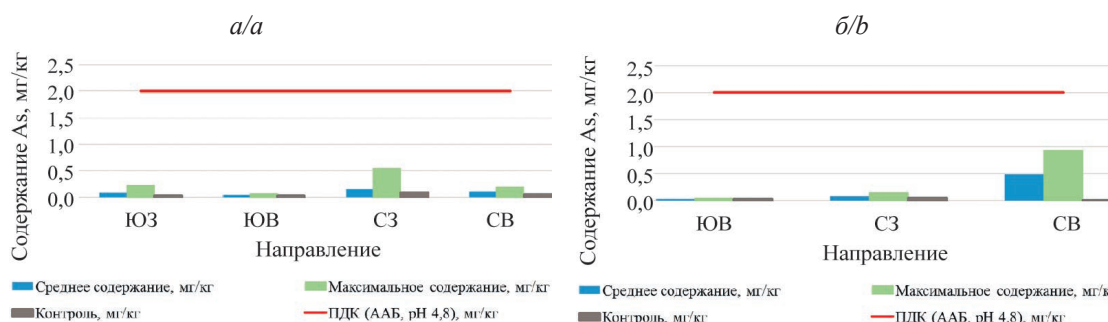 а/a
Содержание As, мг/кг
2,5
2,0
1,5
1,0
0,5
0,0
ЮЗ ЮВ СЗ СВ
Направление
Среднее содержание, мг/кг Максимальное содержание, мг/кг
Контроль, мг/кг ПДК (ААБ, рН 4,8), мг/кг
б/b
Содержание As, мг/кг
2,5
2,0
1,5
1,0
0,5
0,0
ЮВ СЗ СВ
Направление
Среднее содержание, мг/кг Максимальное содержание, мг/кг
Контроль, мг/кг ПДК (ААБ, рН 4,8), мг/кг